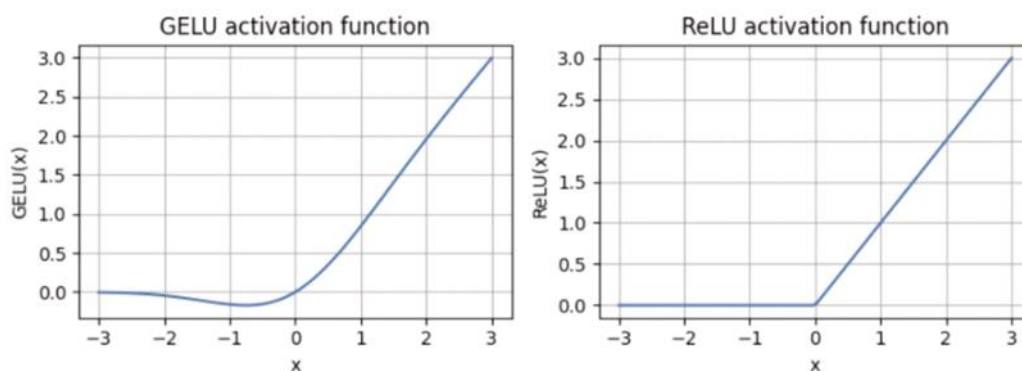 GELU activation function
3.0
2.5
2.0
1.5
1.0
0.5
0.0
GELU(x)
−3 −2 −1 0 1 2 3
x
ReLU activation function
3.0
2.5
2.0
1.5
1.0
0.5
0.0
ReLU(x)
−3 −2 −1 0 1 2 3
x